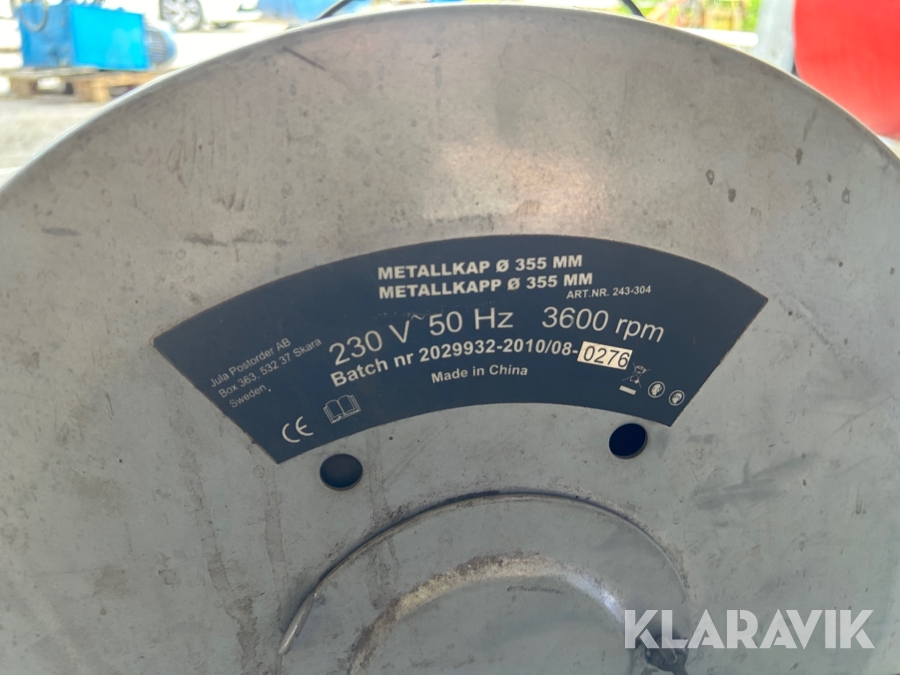 METALLKAP Ø 355 MM
METALLKAPP Ø 355 MM
ART.NR. 243-304
230 V~ 50 Hz 3600 rpm
Batch nr 2029932-2010/08-0276
Made in China
Jula Postorder AB
Box 363, 532 37 Skara
Sweden
CE
KLARAVIK